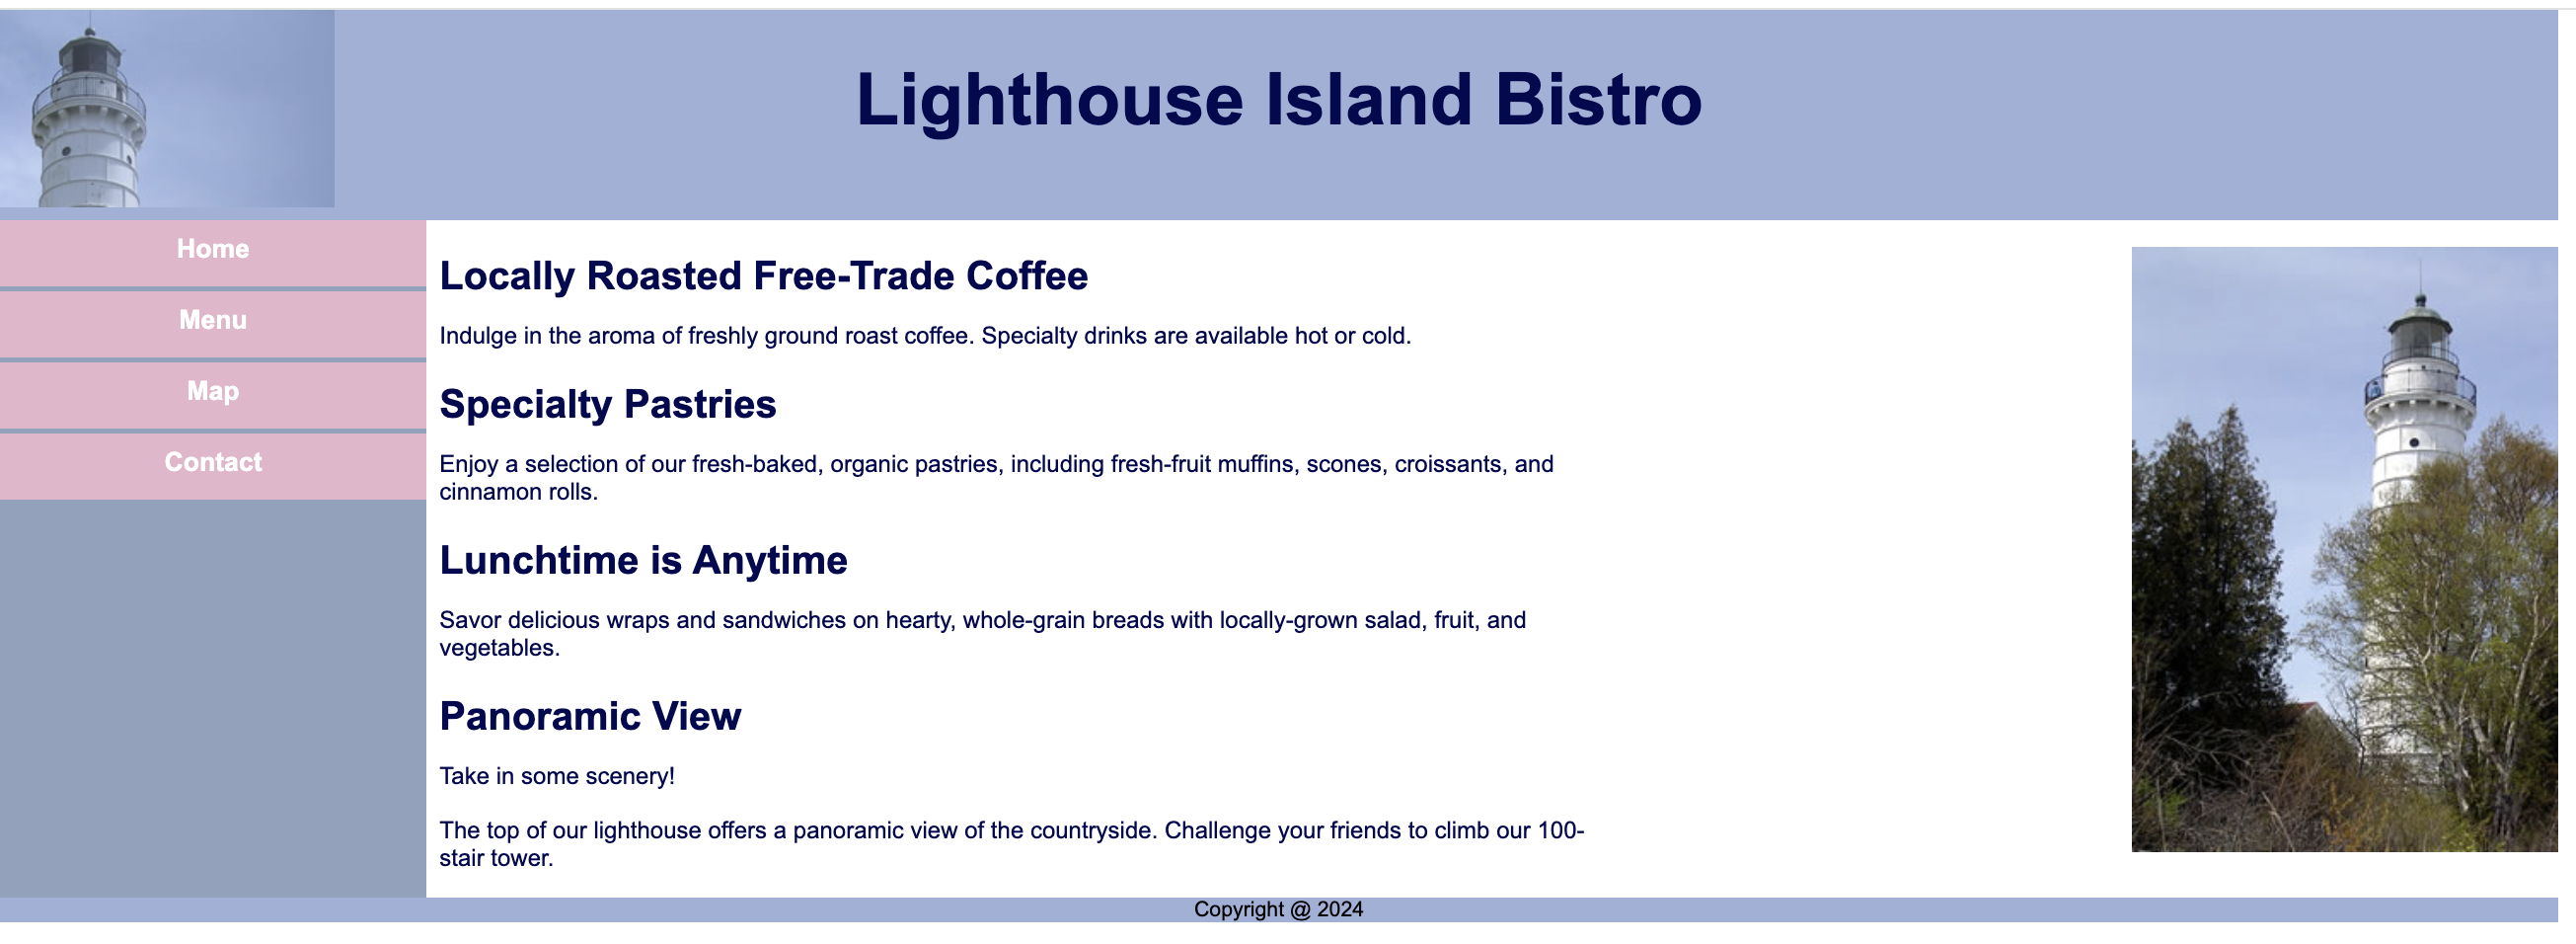 Lighthouse Island Bistro
Home
Menu
Map
Contact
Locally Roasted Free-Trade Coffee
Indulge in the aroma of freshly ground roast coffee. Specialty drinks are available hot or cold.
Specialty Pastries
Enjoy a selection of our fresh-baked, organic pastries, including fresh-fruit muffins, scones, croissants, and
cinnamon rolls.
Lunchtime is Anytime
Savor delicious wraps and sandwiches on hearty, whole-grain breads with locally-grown salad, fruit, and
vegetables.
Panoramic View
Take in some scenery!
The top of our lighthouse offers a panoramic view of the countryside. Challenge your friends to climb our 100-
stair tower.
Copyright @ 2024